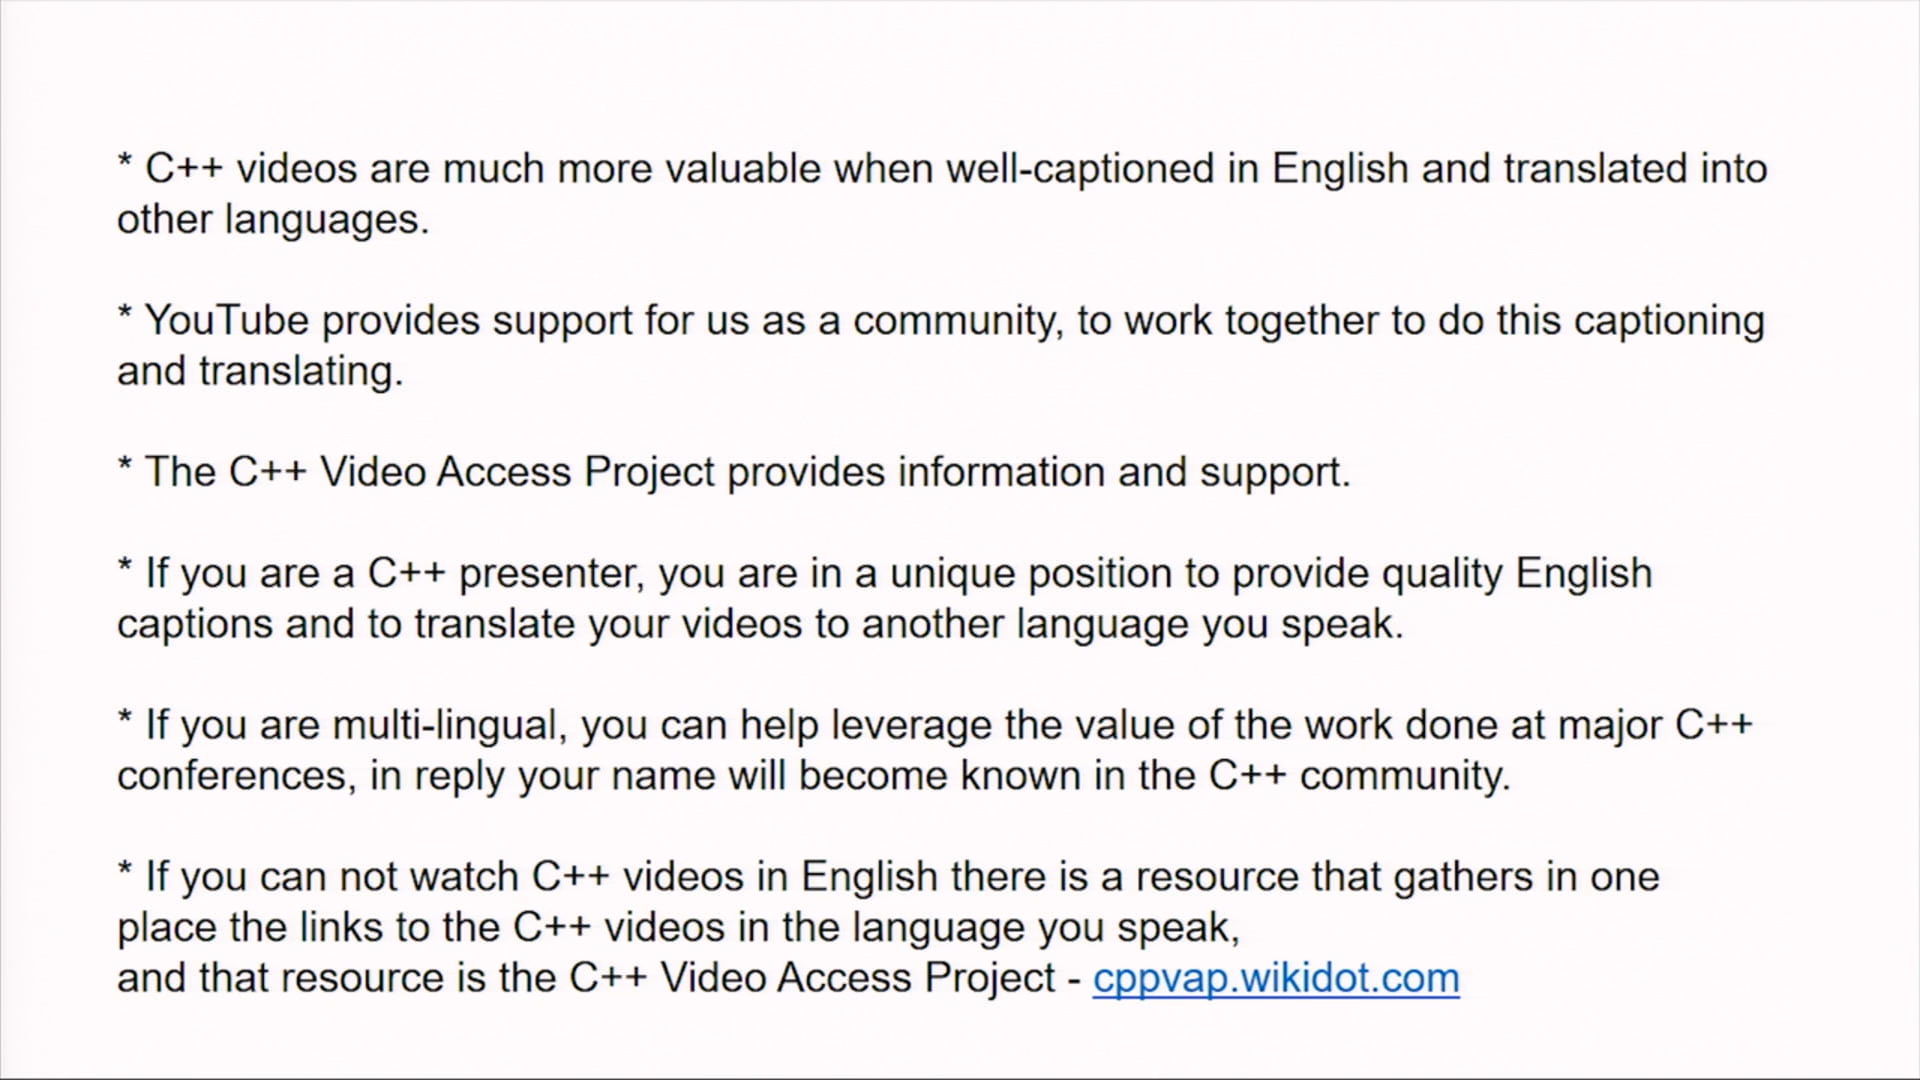 * C++ videos are much more valuable when well-captioned in English and translated into
other languages.
* YouTube provides support for us as a community, to work together to do this captioning
and translating.
* The C++ Video Access Project provides information and support.
* If you are a C++ presenter, you are in a unique position to provide quality English
captions and to translate your videos to another language you speak.
* If you are multi-lingual, you can help leverage the value of the work done at major C++
conferences, in reply your name will become known in the C++ community.
* If you can not watch C++ videos in English there is a resource that gathers in one
place the links to the C++ videos in the language you speak,
and that resource is the C++ Video Access Project - cppvap.wikidot.com